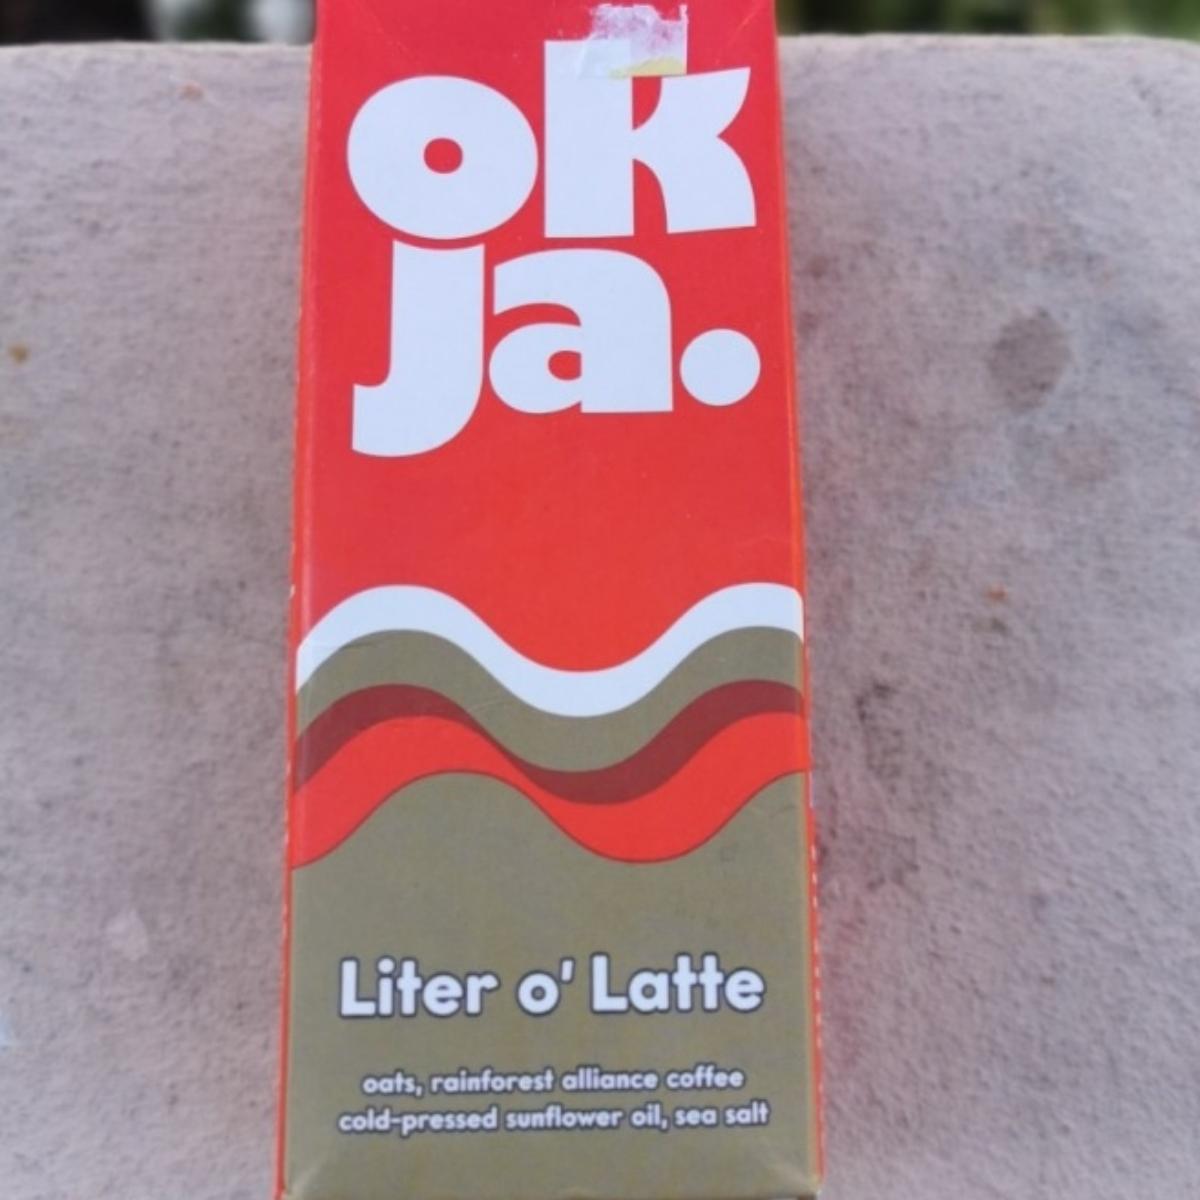 ok
ja.
Liter o' Latte
oats, rainforest alliance coffee
cold-pressed sunflower oil, sea salt